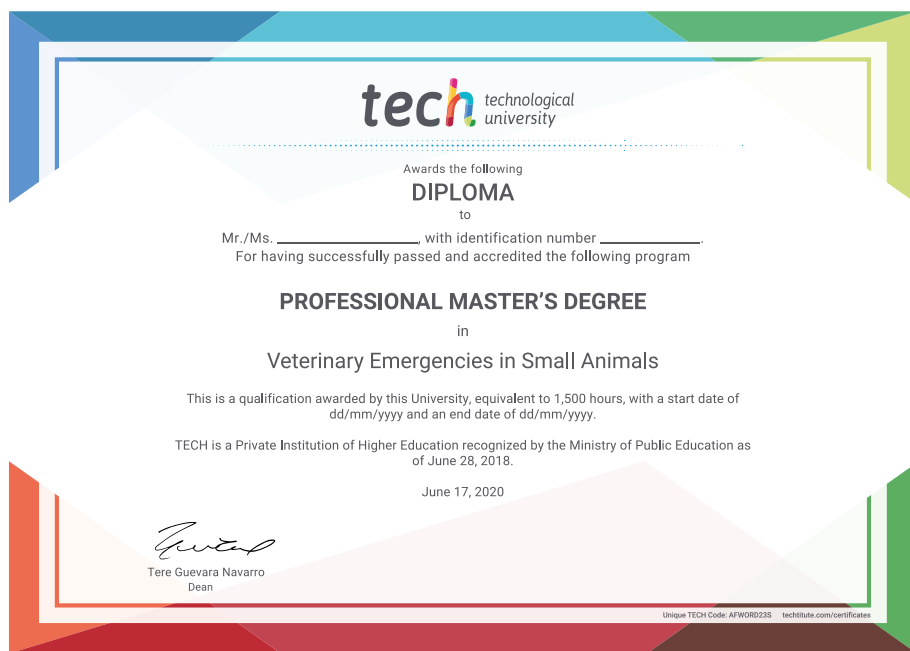 tech technological
university
Awards the following
DIPLOMA
to
Mr./Ms. ____________________, with identification number ______________.
For having successfully passed and accredited the following program
PROFESSIONAL MASTER'S DEGREE
in
Veterinary Emergencies in Small Animals
This is a qualification awarded by this University, equivalent to 1,500 hours, with a start date of
dd/mm/yyyy and an end date of dd/mm/yyyy.
TECH is a Private Institution of Higher Education recognized by the Ministry of Public Education as
of June 28, 2018.
June 17, 2020
Tere Guevara Navarro
Dean
Unique TECH Code: AFWORD23S techtitute.com/certificates